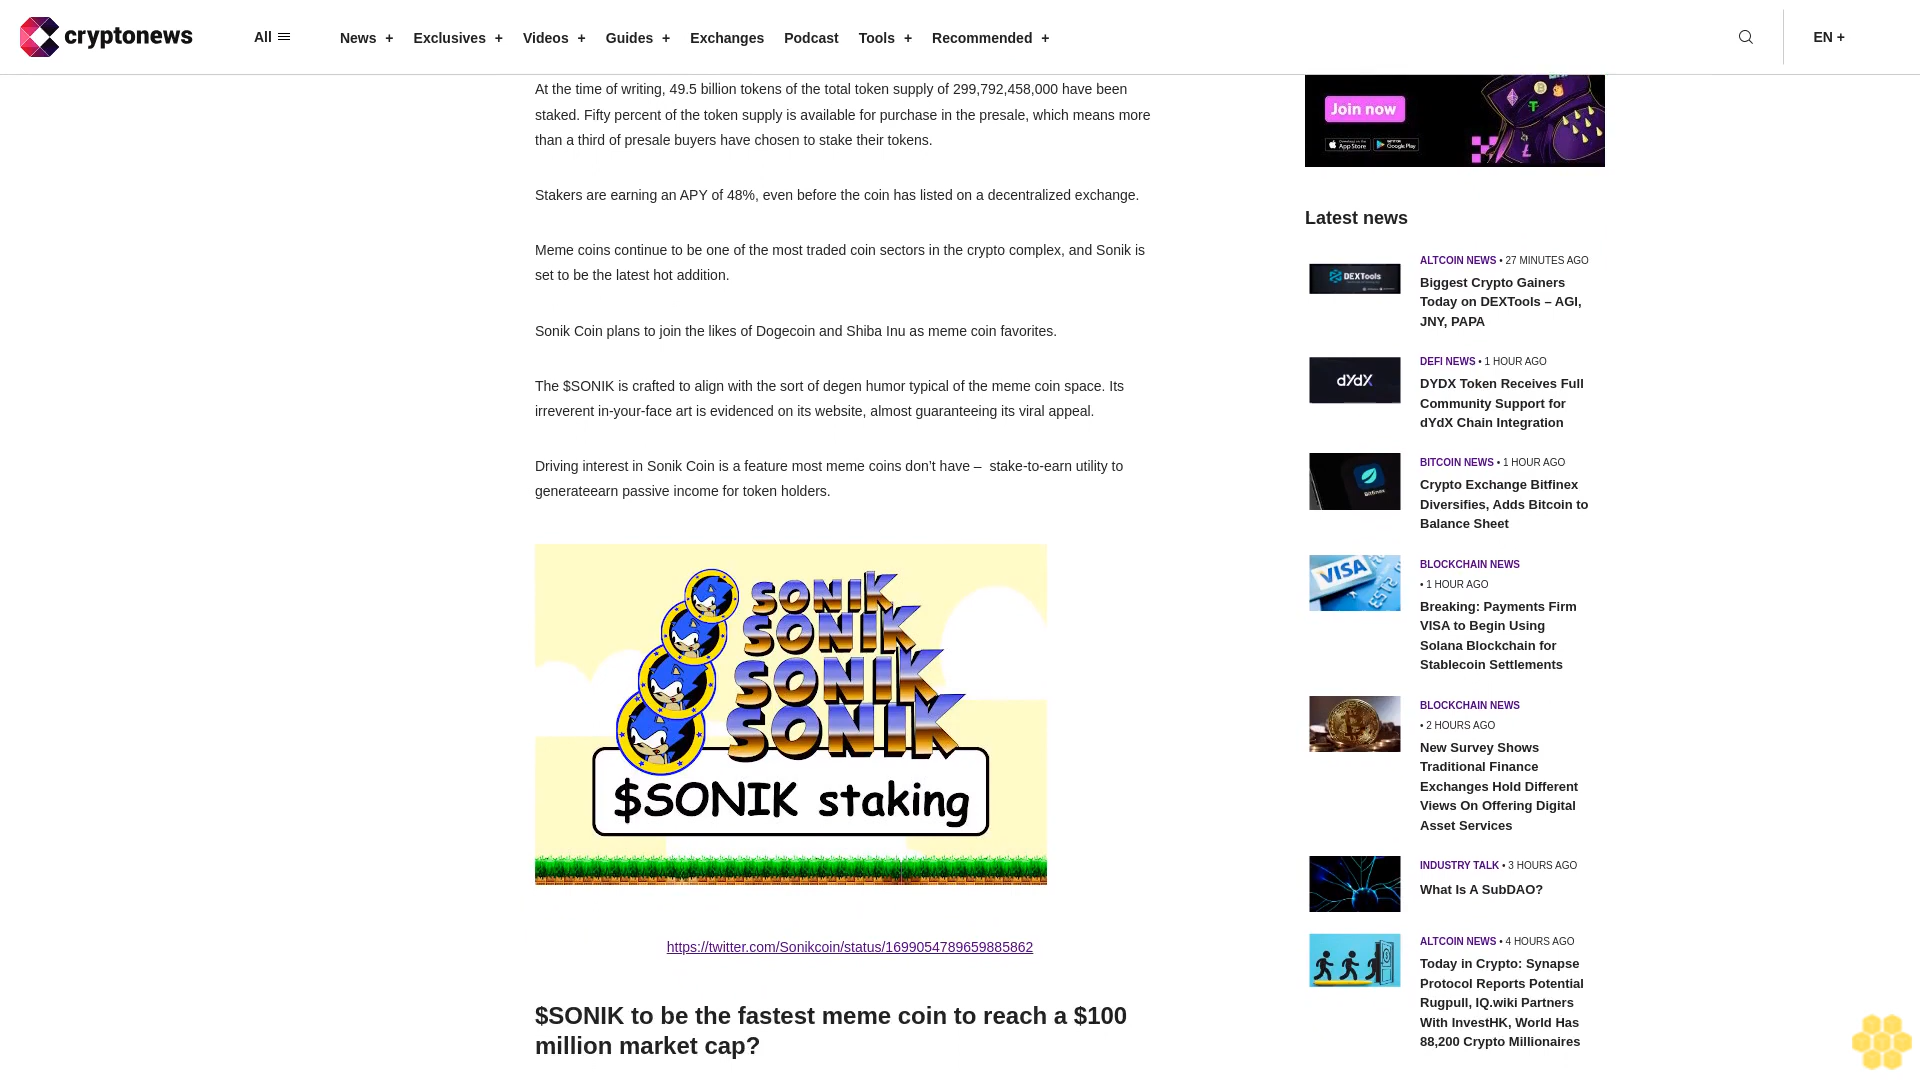 cryptonews
All
News +
Exclusives +
Videos +
Guides +
Exchanges
Podcast
Tools +
Recommended +
EN +
At the time of writing, 49.5 billion tokens of the total token supply of 299,792,458,000 have been
staked. Fifty percent of the token supply is available for purchase in the presale, which means more
than a third of presale buyers have chosen to stake their tokens.
Stakers are earning an APY of 48%, even before the coin has listed on a decentralized exchange.
Meme coins continue to be one of the most traded coin sectors in the crypto complex, and Sonik is
set to be the latest hot addition.
Sonik Coin plans to join the likes of Dogecoin and Shiba Inu as meme coin favorites.
The $SONIK is crafted to align with the sort of degen humor typical of the meme coin space. Its
irreverent in-your-face art is evidenced on its website, almost guaranteeing its viral appeal.
Driving interest in Sonik Coin is a feature most meme coins don’t have –  stake-to-earn utility to
generateearn passive income for token holders.
SONIK
SONIK
SONIK
SONIK
$SONIK staking
https://twitter.com/Sonikcoin/status/1699054789659885862
$SONIK to be the fastest meme coin to reach a $100
million market cap?
Join now
App Store
Google Play
Latest news
ALTCOIN NEWS • 27 MINUTES AGO
DEXTools
Biggest Crypto Gainers
Today on DEXTools – AGI,
JNY, PAPA
DEFI NEWS • 1 HOUR AGO
dYdX
DYDX Token Receives Full
Community Support for
dYdX Chain Integration
BITCOIN NEWS • 1 HOUR AGO
Bitfinex
Crypto Exchange Bitfinex
Diversifies, Adds Bitcoin to
Balance Sheet
BLOCKCHAIN NEWS
• 1 HOUR AGO
VISA
Breaking: Payments Firm
VISA to Begin Using
Solana Blockchain for
Stablecoin Settlements
BLOCKCHAIN NEWS
• 2 HOURS AGO
New Survey Shows
Traditional Finance
Exchanges Hold Different
Views On Offering Digital
Asset Services
INDUSTRY TALK • 3 HOURS AGO
What Is A SubDAO?
ALTCOIN NEWS • 4 HOURS AGO
Today in Crypto: Synapse
Protocol Reports Potential
Rugpull, IQ.wiki Partners
With InvestHK, World Has
88,200 Crypto Millionaires